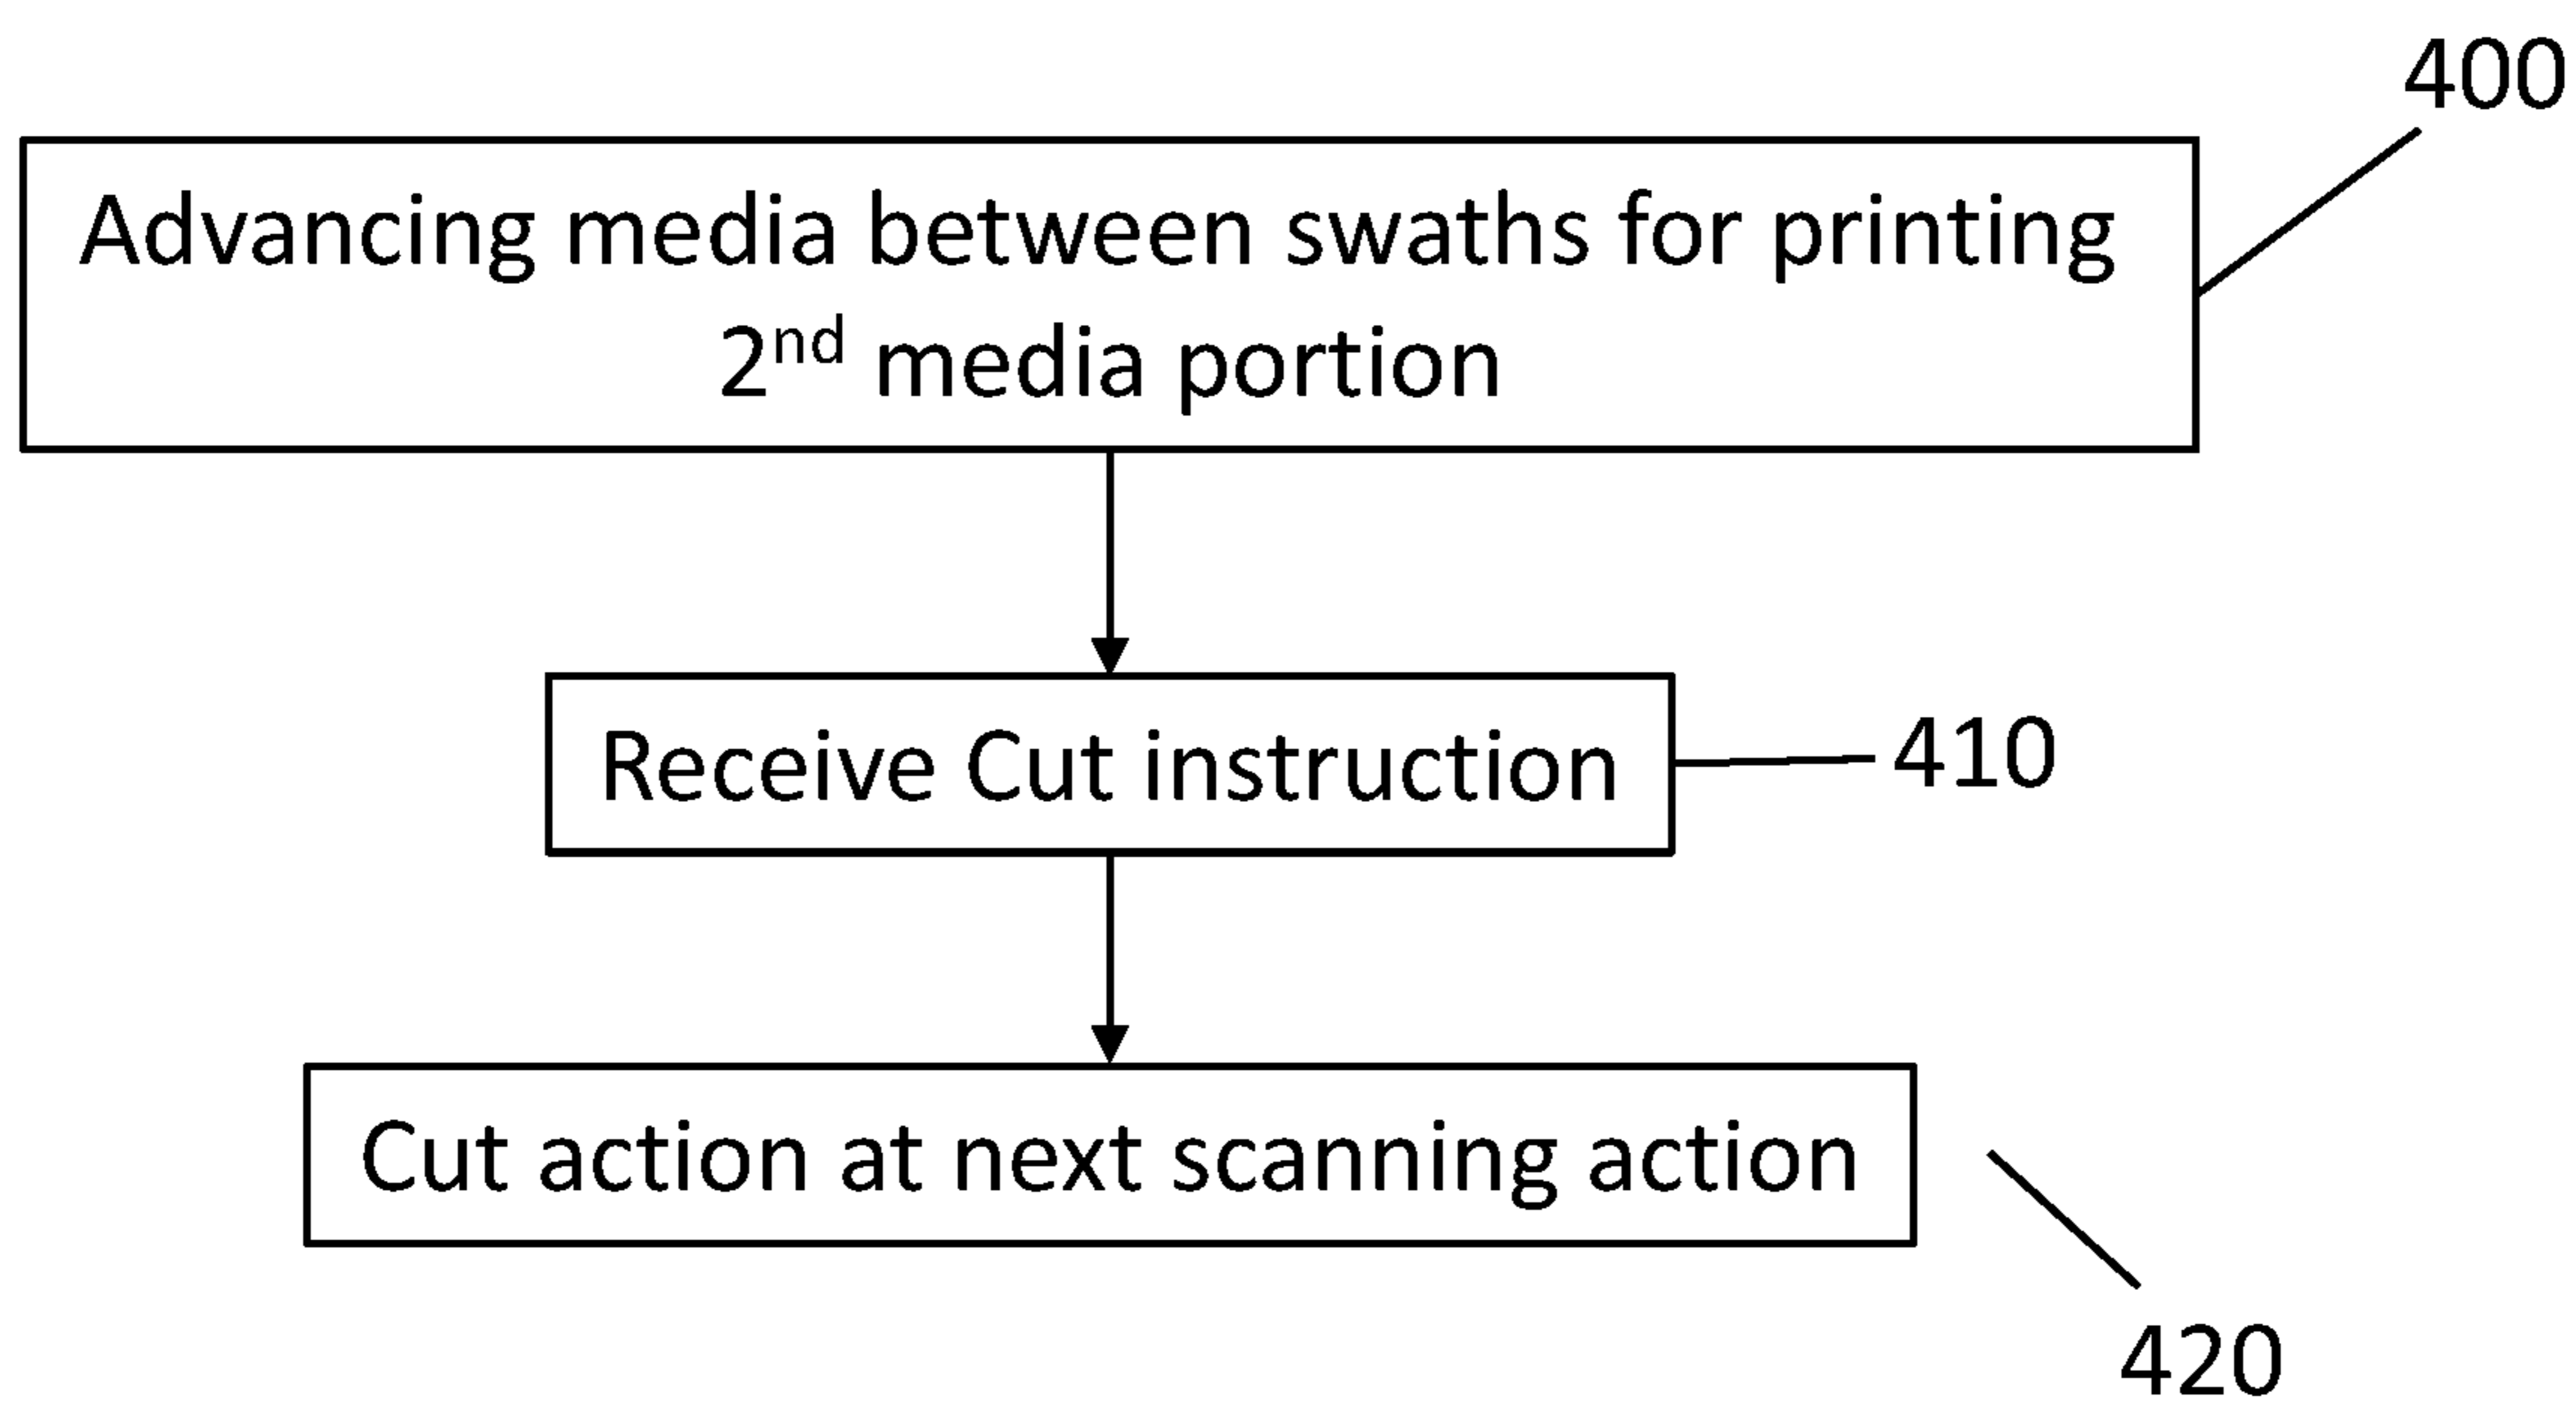 400
Advancing media between swaths for printing
2nd media portion
Receive Cut instruction
410
Cut action at next scanning action
420